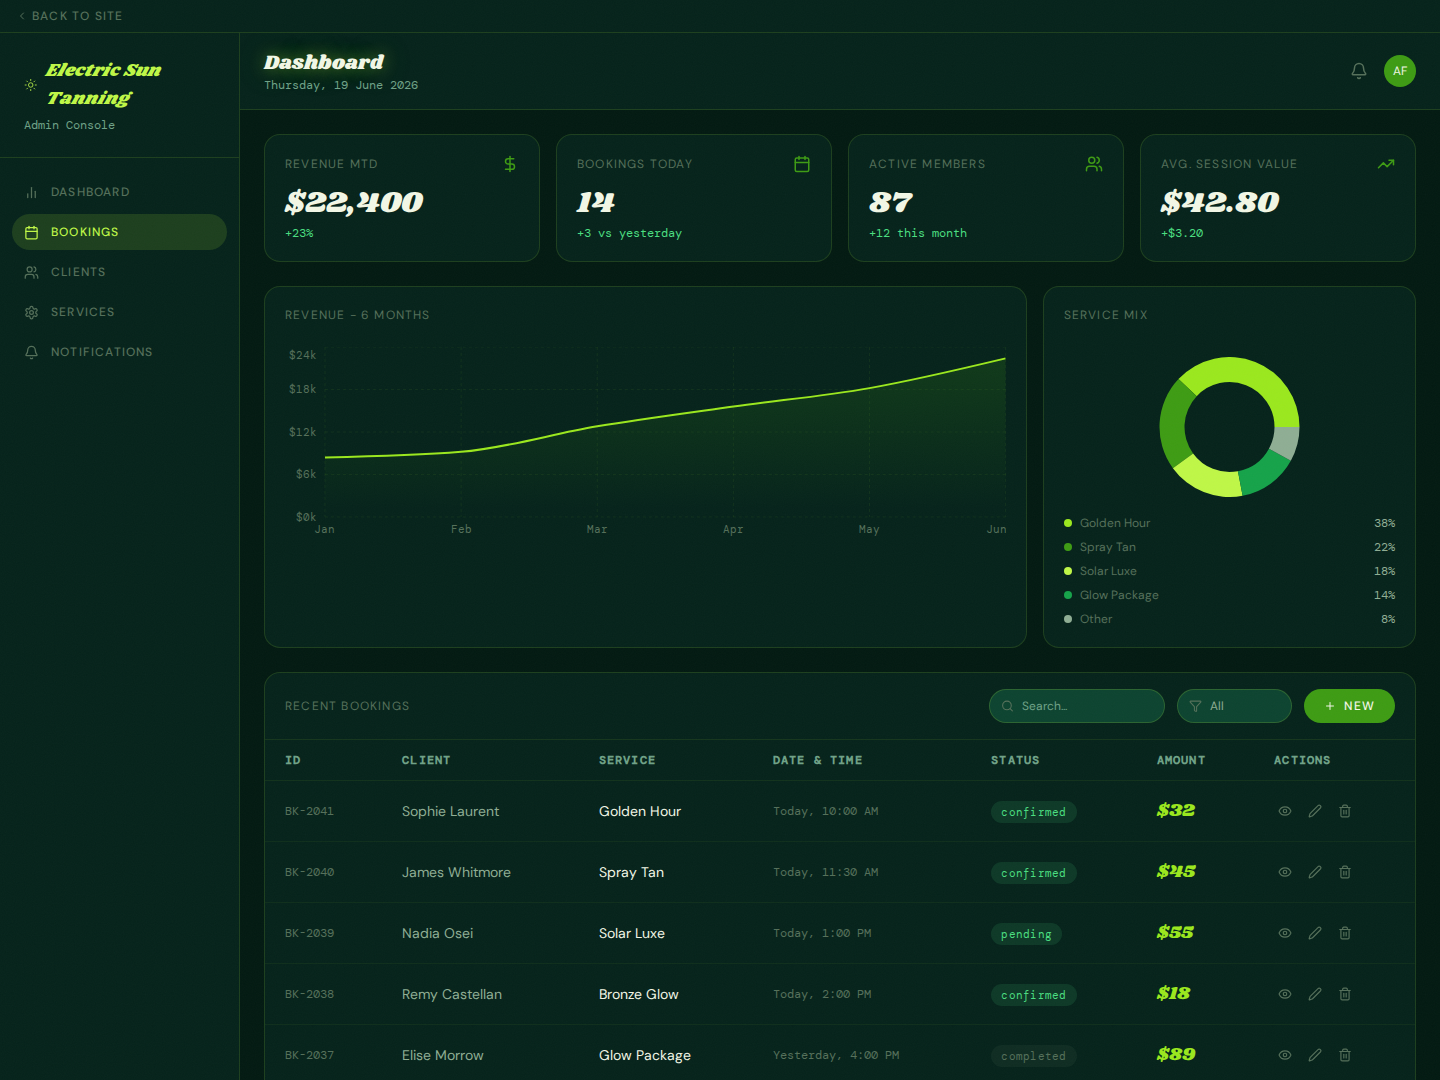 BACK TO SITE
Electric Sun
Tanning
Admin Console
DASHBOARD
BOOKINGS
CLIENTS
SERVICES
NOTIFICATIONS
Dashboard
Thursday, 19 June 2026
AF
REVENUE MTD
$22,400
+23%
BOOKINGS TODAY
14
+3 vs yesterday
ACTIVE MEMBERS
87
+12 this month
AVG. SESSION VALUE
$42.80
+$3.20
REVENUE – 6 MONTHS
$24k
$18k
$12k
$6k
$0k
Jan Feb Mar Apr May Jun
SERVICE MIX
Golden Hour 38%
Spray Tan 22%
Solar Luxe 18%
Glow Package 14%
Other 8%
RECENT BOOKINGS
Search…
All
+ NEW
ID CLIENT SERVICE DATE & TIME STATUS AMOUNT ACTIONS
BK-2041 Sophie Laurent Golden Hour Today, 10:00 AM confirmed $32
BK-2040 James Whitmore Spray Tan Today, 11:30 AM confirmed $45
BK-2039 Nadia Osei Solar Luxe Today, 1:00 PM pending $55
BK-2038 Remy Castellan Bronze Glow Today, 2:00 PM confirmed $18
BK-2037 Elise Morrow Glow Package Yesterday, 4:00 PM completed $89